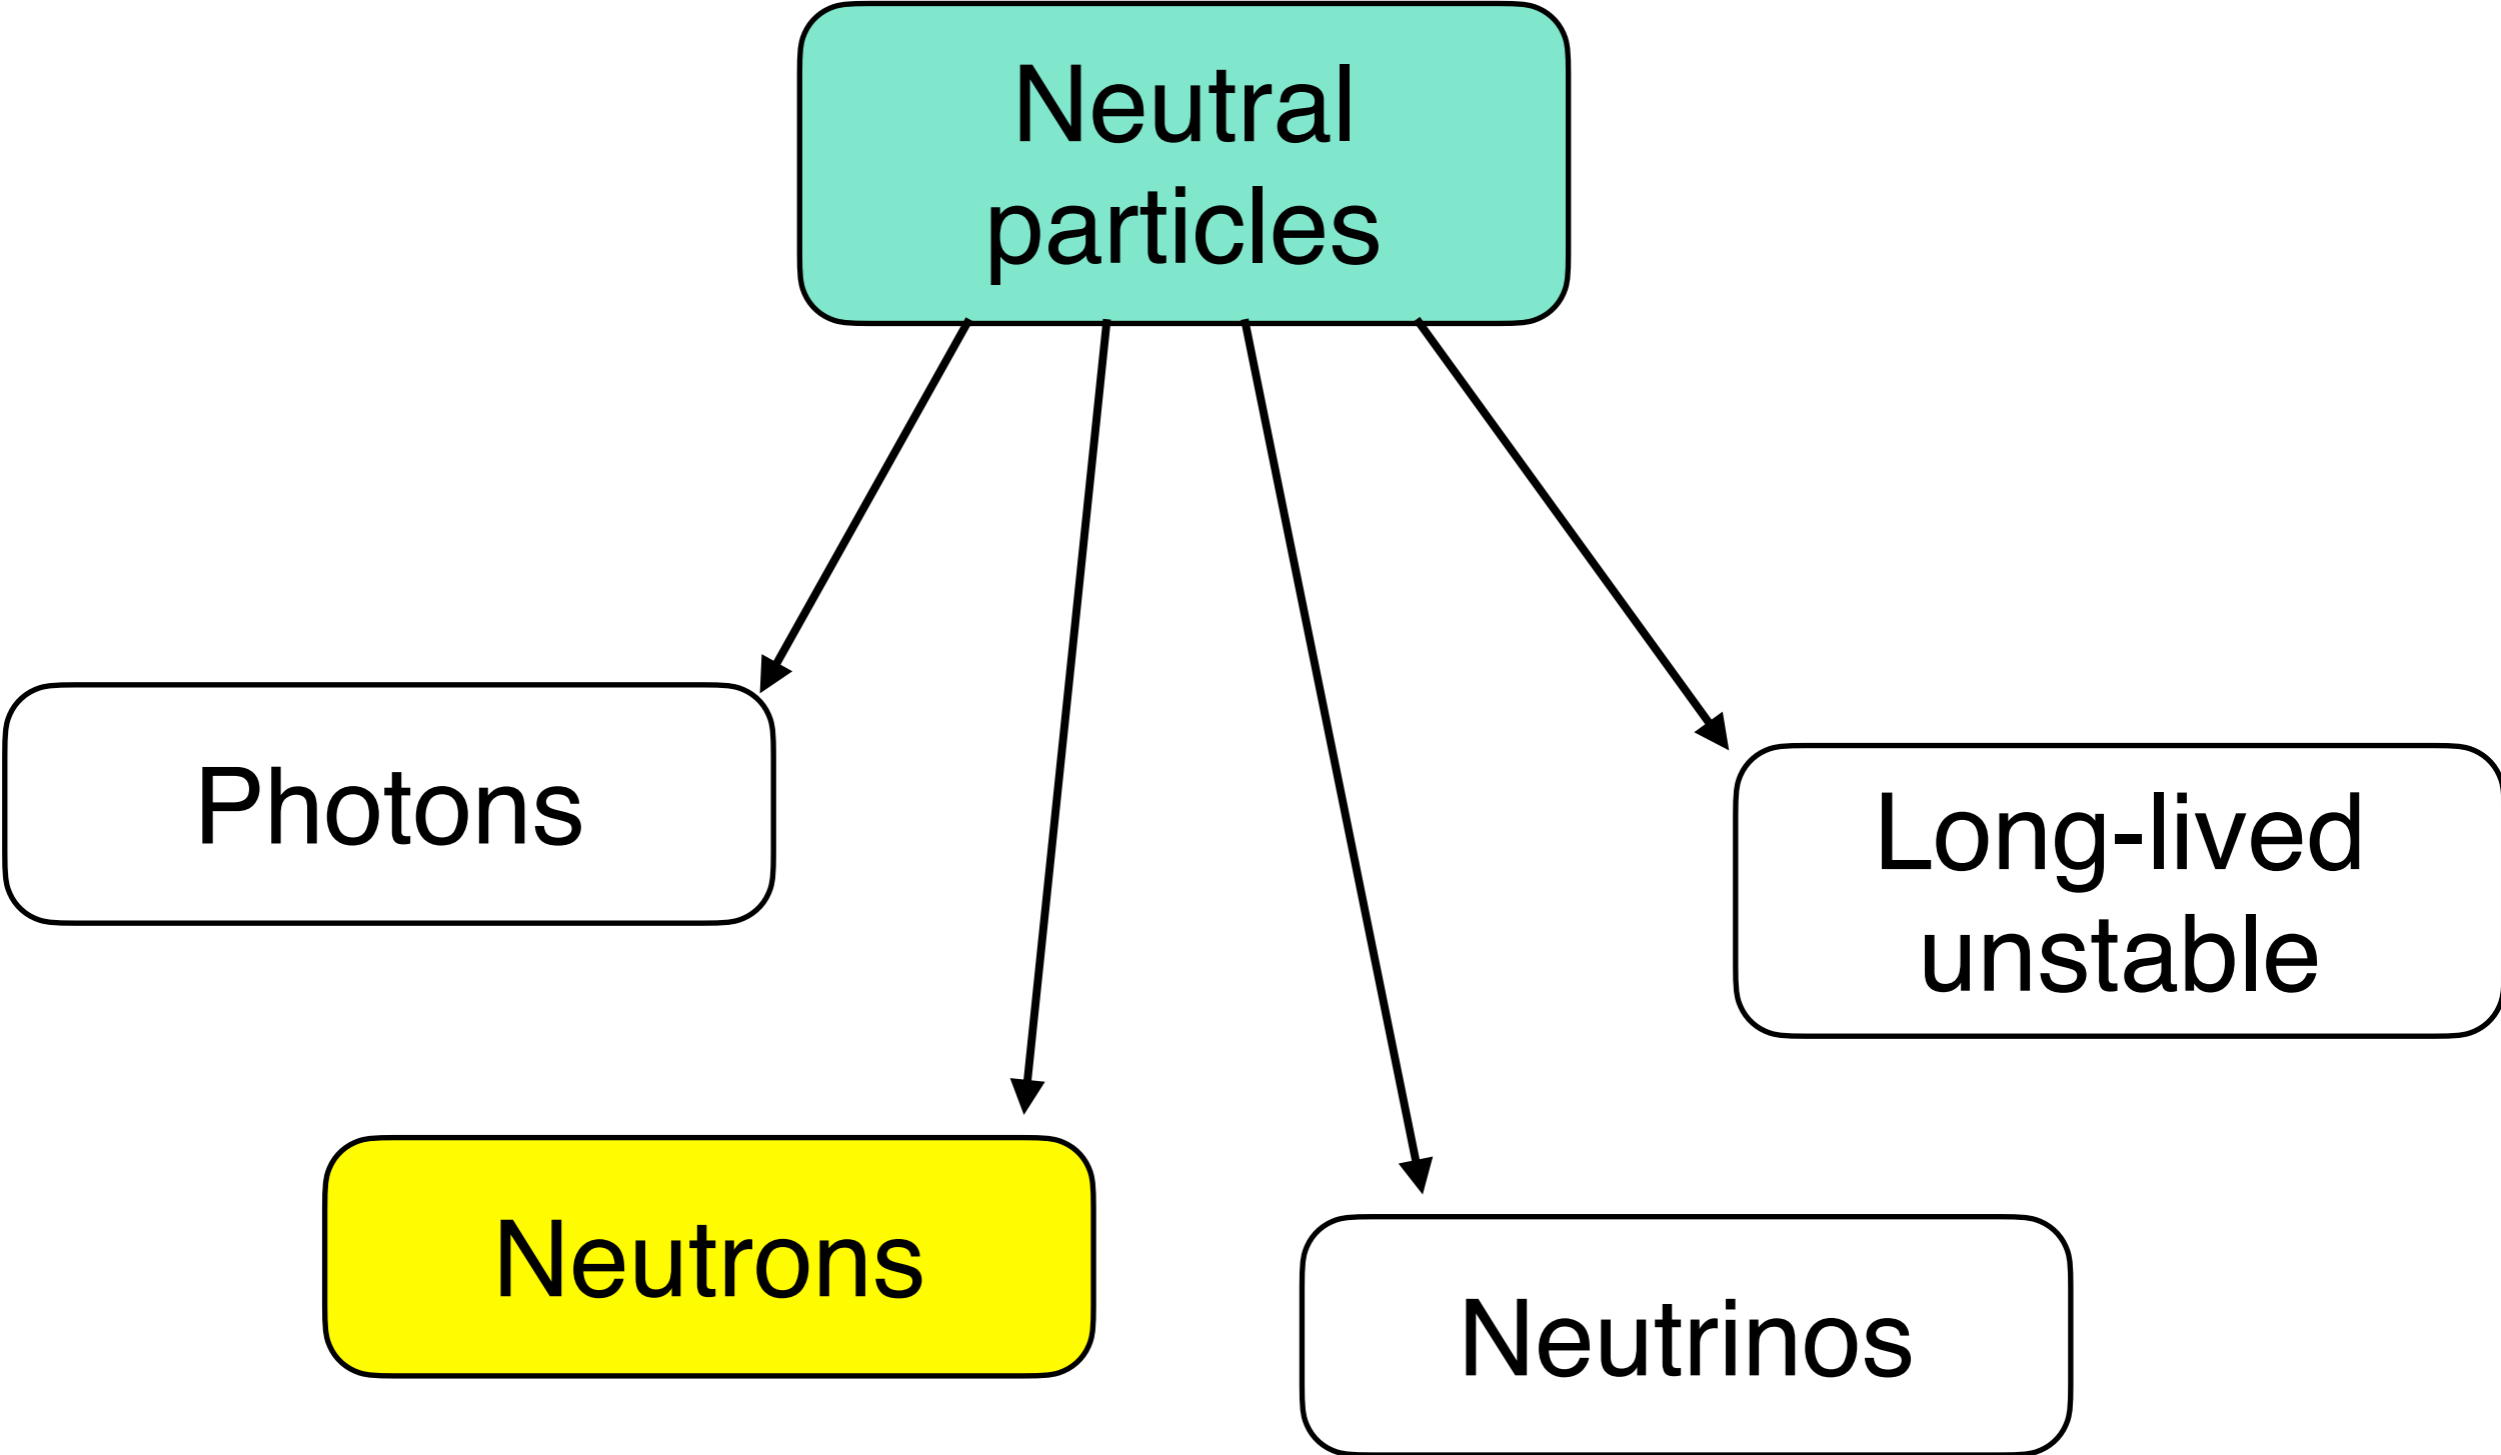 Neutral
particles
Photons
Long-lived
unstable
Neutrons
Neutrinos